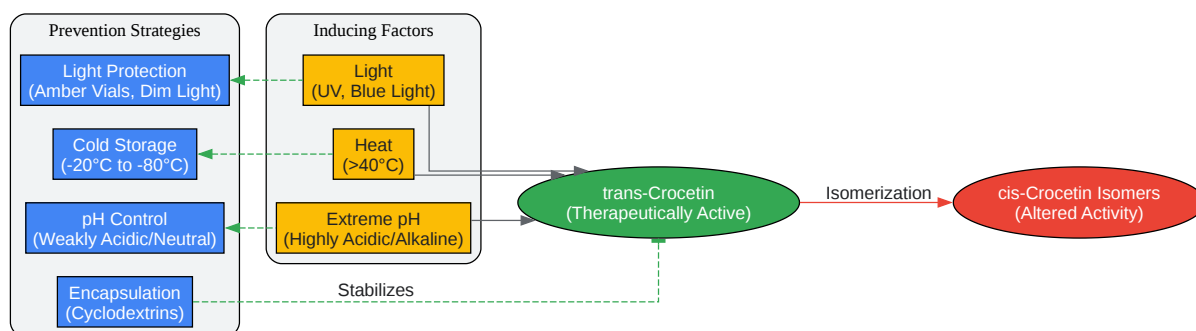 Prevention Strategies
Light Protection
(Amber Vials, Dim Light)
Cold Storage
(-20°C to -80°C)
pH Control
(Weakly Acidic/Neutral)
Encapsulation
(Cyclodextrins)
Inducing Factors
Light
(UV, Blue Light)
Heat
(>40°C)
Extreme pH
(Highly Acidic/Alkaline)
Stabilizes
trans-Crocetin
(Therapeutically Active)
Isomerization
cis-Crocetin Isomers
(Altered Activity)